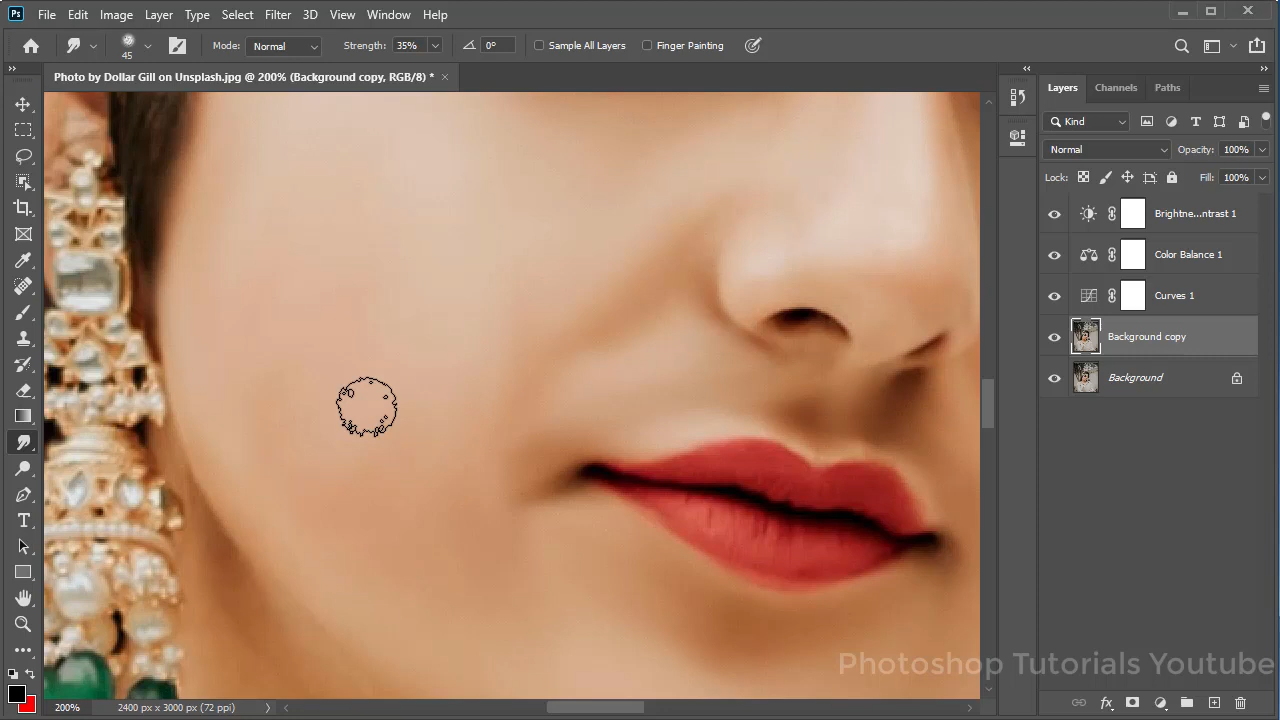 Ps File Edit Image Layer Type Select Filter 3D View Window Help
45 Mode: Normal Strength: 35% 0° Sample All Layers Finger Painting
Photo by Dollar Gill on Unsplash.jpg @ 200% (Background copy, RGB/8) *
Layers Channels Paths
Kind
Normal Opacity: 100%
Lock: Fill: 100%
Brightne...ntrast 1
Color Balance 1
Curves 1
Background copy
Background
Photoshop Tutorials Youtube
200% 2400 px x 3000 px (72 ppi)
fx